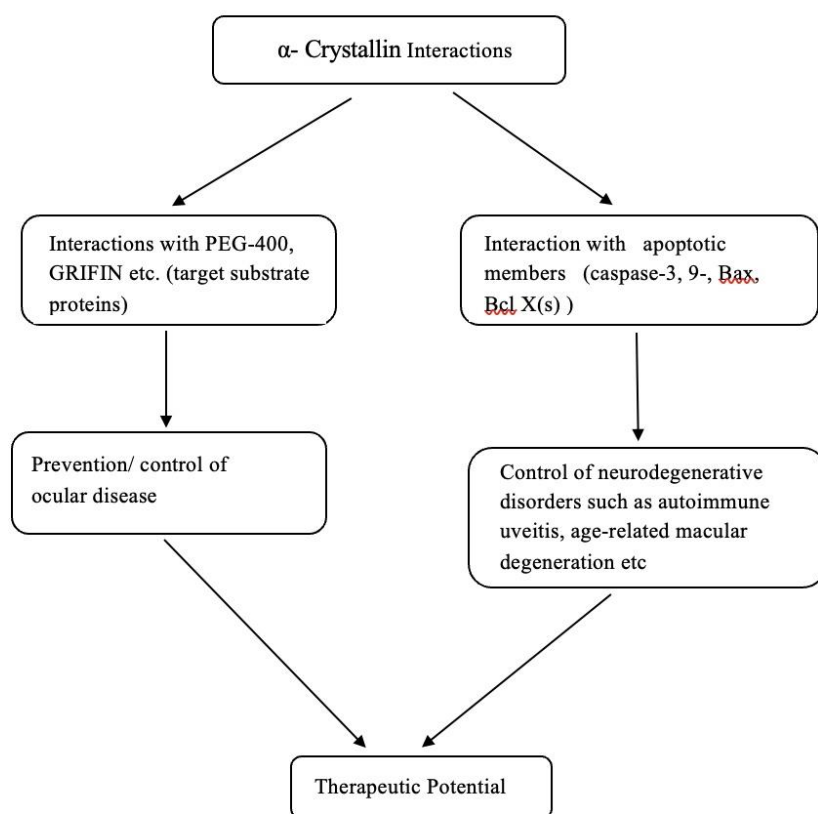 α- Crystallin Interactions
Interactions with PEG-400,
GRIFIN etc. (target substrate
proteins)
Interaction with apoptotic
members (caspase-3, 9-, Bax,
Bcl X(s) )
Prevention/ control of
ocular disease
Control of neurodegenerative
disorders such as autoimmune
uveitis, age-related macular
degeneration etc
Therapeutic Potential